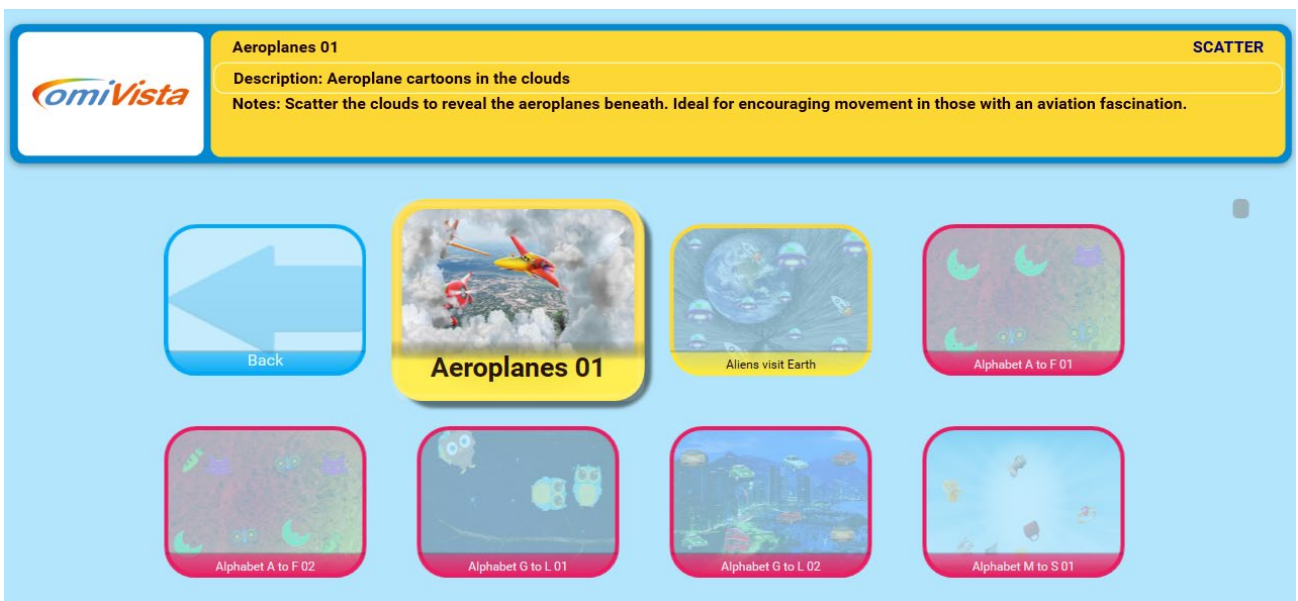 omiVista
Aeroplanes 01
SCATTER
Description: Aeroplane cartoons in the clouds
Notes: Scatter the clouds to reveal the aeroplanes beneath. Ideal for encouraging movement in those with an aviation fascination.
Back
Aeroplanes 01
Aliens visit Earth
Alphabet A to F 01
Alphabet A to F 02
Alphabet G to L 01
Alphabet G to L 02
Alphabet M to S 01